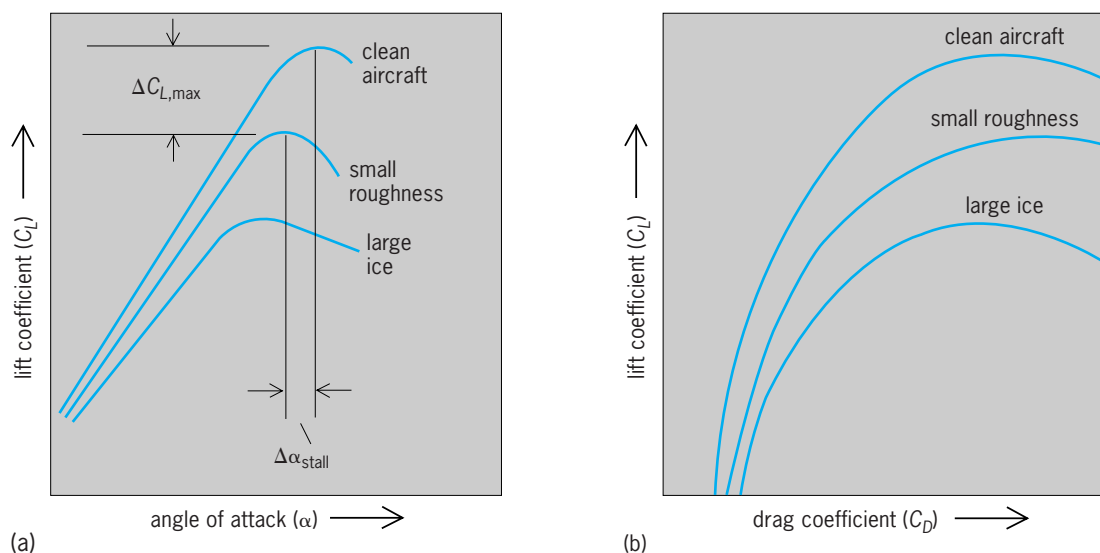 clean
aircraft
ΔC_L,max
small
roughness
large
ice
Δα_stall
lift coefficient (C_L)
angle of attack (α)
(a)
clean aircraft
small roughness
large ice
lift coefficient (C_L)
drag coefficient (C_D)
(b)